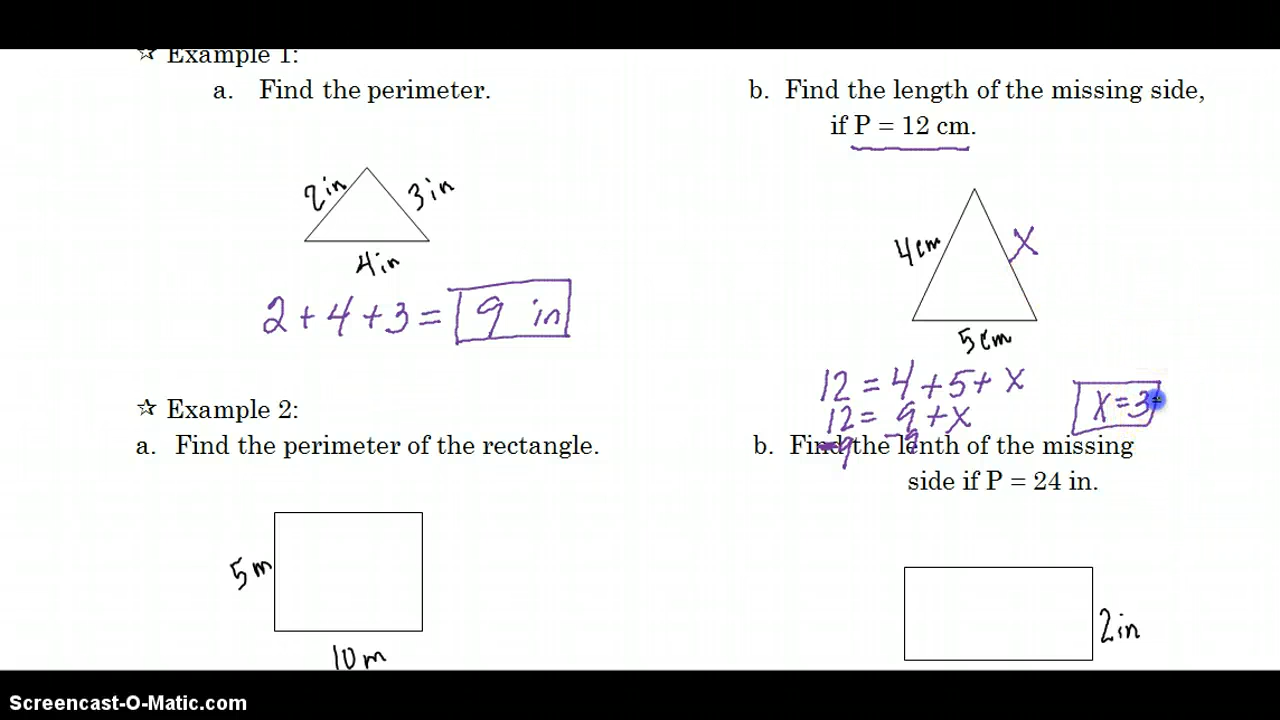 ☆ Example 1:
a. Find the perimeter.
2in
3in
4in
2+4+3= 9 in
b. Find the length of the missing side,
if P = 12 cm.
4cm
X
5cm
12 = 4 + 5 + X
12 = 9 + X
-9 -9
X = 3
☆ Example 2:
a. Find the perimeter of the rectangle.
5m
10m
b. Find the lenth of the missing
side if P = 24 in.
2in
Screencast-O-Matic.com